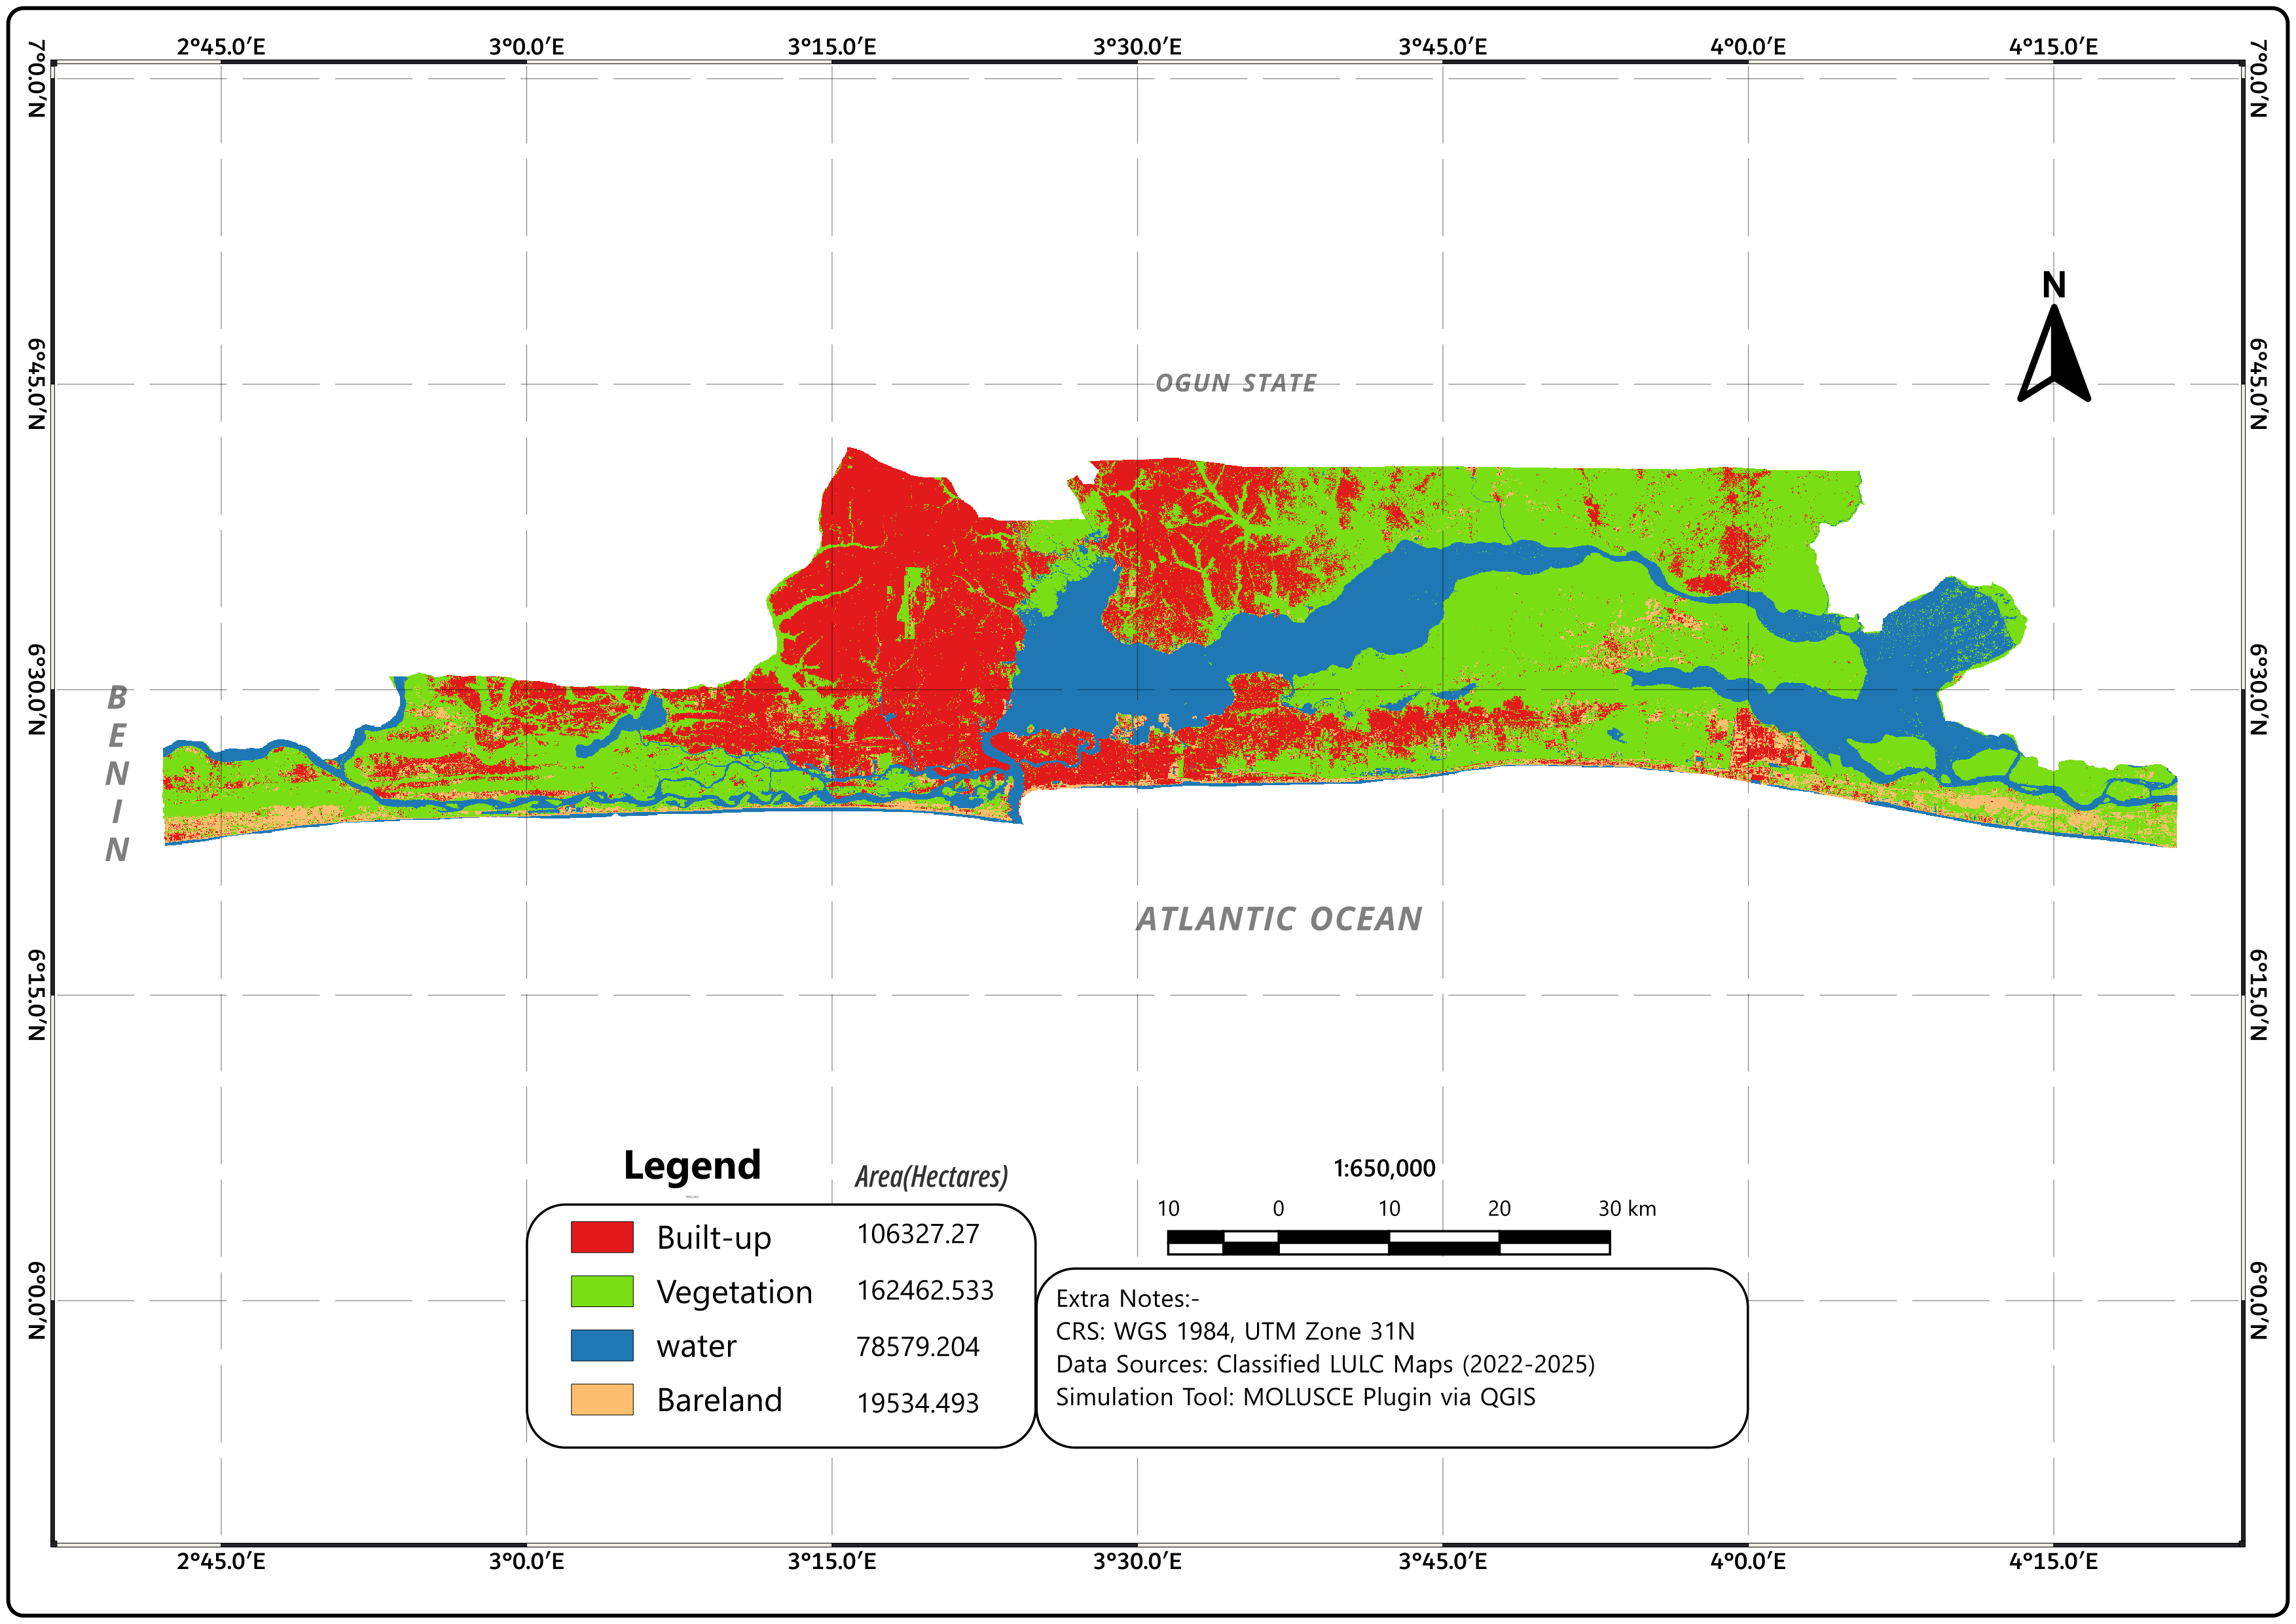 2°45.0′E 3°0.0′E 3°15.0′E 3°30.0′E 3°45.0′E 4°0.0′E 4°15.0′E
7°0.0′N 7°0.0′N
N
6°45.0′N 6°45.0′N
OGUN STATE
6°30.0′N 6°30.0′N
BENIN
ATLANTIC OCEAN
6°15.0′N 6°15.0′N
Legend Area(Hectares)
Built-up 106327.27
Vegetation 162462.533
water 78579.204
Bareland 19534.493
1:650,000
10 0 10 20 30 km
Extra Notes:-
CRS: WGS 1984, UTM Zone 31N
Data Sources: Classified LULC Maps (2022-2025)
Simulation Tool: MOLUSCE Plugin via QGIS
6°0.0′N 6°0.0′N
2°45.0′E 3°0.0′E 3°15.0′E 3°30.0′E 3°45.0′E 4°0.0′E 4°15.0′E